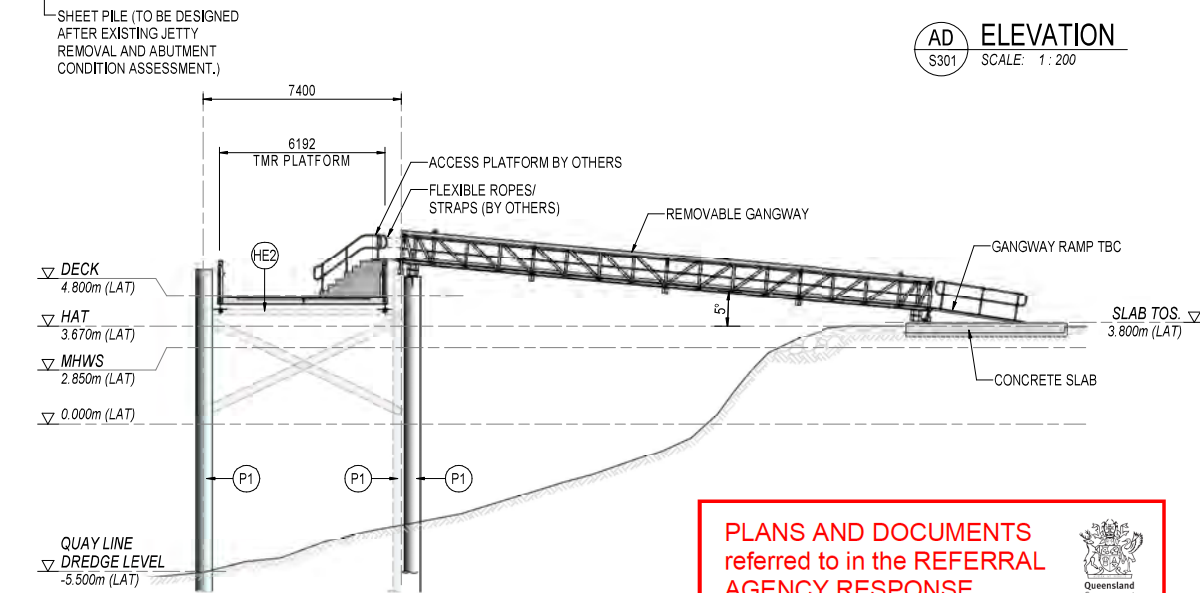 SHEET PILE (TO BE DESIGNED
AFTER EXISTING JETTY
REMOVAL AND ABUTMENT
CONDITION ASSESSMENT.)
AD
S301
ELEVATION
SCALE: 1 : 200
7400
6192
TMR PLATFORM
ACCESS PLATFORM BY OTHERS
FLEXIBLE ROPES/
STRAPS (BY OTHERS)
REMOVABLE GANGWAY
GANGWAY RAMP TBC
HE2
DECK
4.800m (LAT)
HAT
3.670m (LAT)
MHWS
2.850m (LAT)
0.000m (LAT)
5°
SLAB TOS.
3.800m (LAT)
CONCRETE SLAB
P1
P1
P1
QUAY LINE
DREDGE LEVEL
-5.500m (LAT)
PLANS AND DOCUMENTS
referred to in the REFERRAL
AGENCY RESPONSE
Queensland